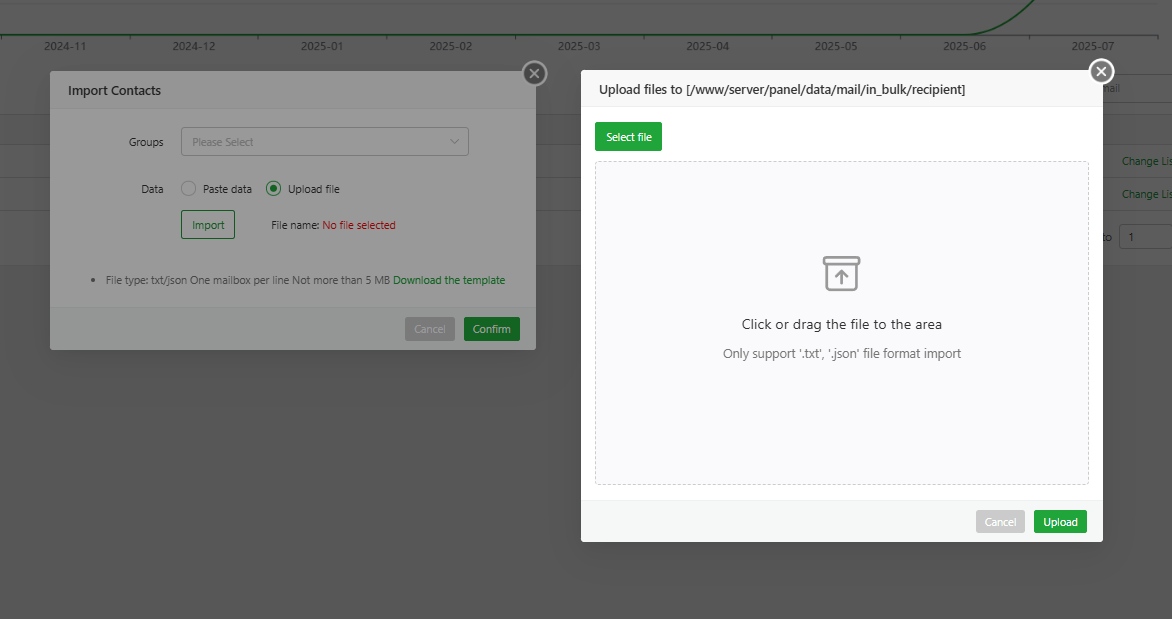 2024-11 2024-12 2025-01 2025-02 2025-03 2025-04 2025-05 2025-06 2025-07
Import Contacts
Groups Please Select
Data Paste data Upload file
Import File name: No file selected
File type: txt/json One mailbox per line Not more than 5 MB Download the template
Cancel Confirm
Upload files to [/www/server/panel/data/mail/in_bulk/recipient]
Select file
Click or drag the file to the area
Only support '.txt', '.json' file format import
Cancel Upload
Change Lis
Change Lis
to 1